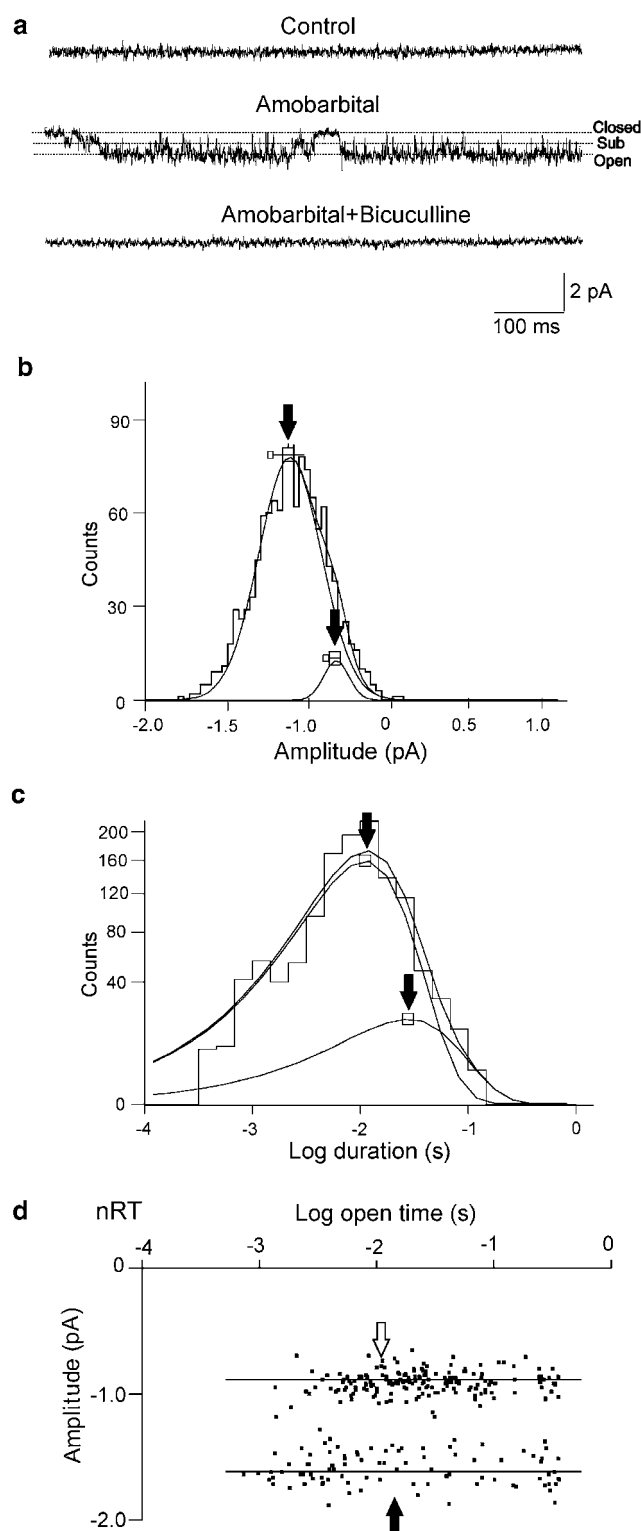 a
Control
Amobarbital
Closed
Sub
Open
Amobarbital+Bicuculline
2 pA
100 ms
b
90
60
30
0
Counts
-2.0 -1.5 -1.0 -0.5 0 0.5 1.0
Amplitude (pA)
c
200
160
120
80
40
0
Counts
-4 -3 -2 -1 0
Log duration (s)
d
nRT
Log open time (s)
-4 -3 -2 -1 0
0
-1.0
-2.0
Amplitude (pA)